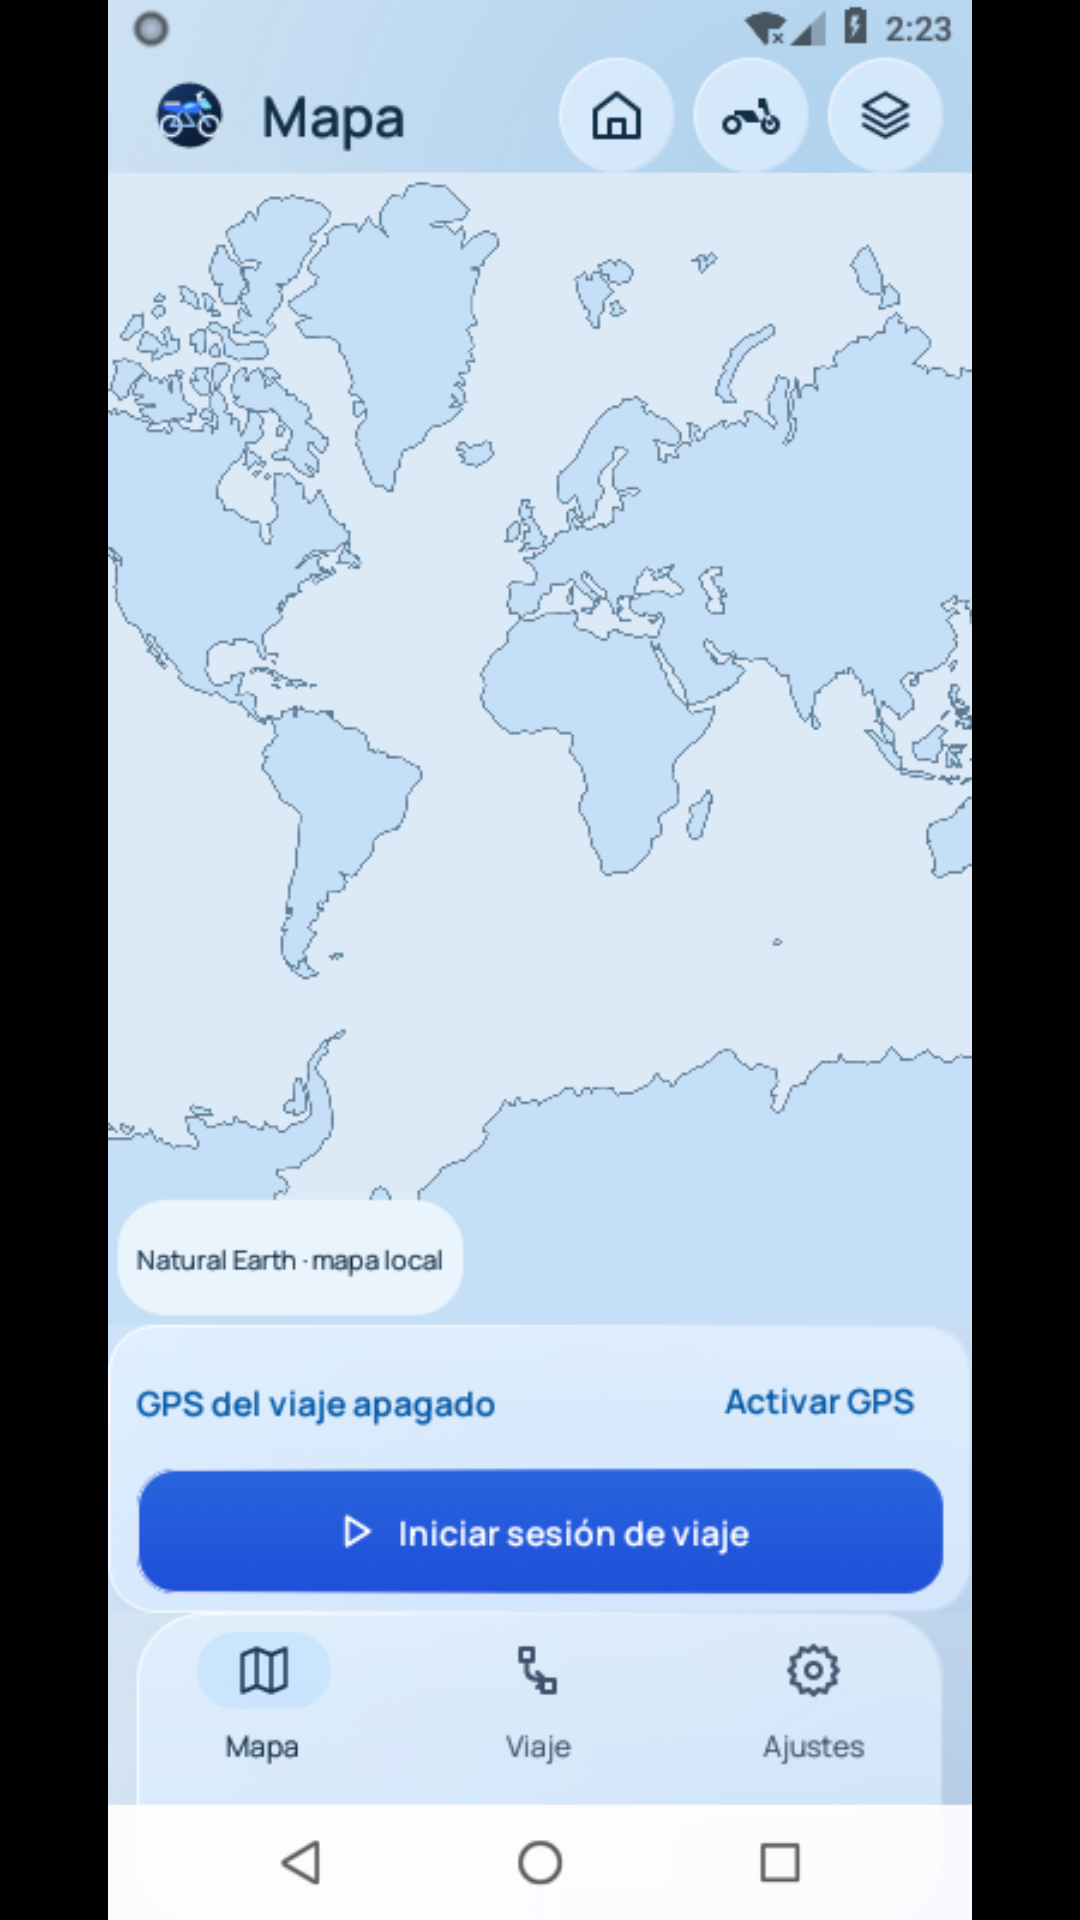 2:23
Mapa
Natural Earth · mapa local
GPS del viaje apagado
Activar GPS
Iniciar sesión de viaje
Mapa
Viaje
Ajustes